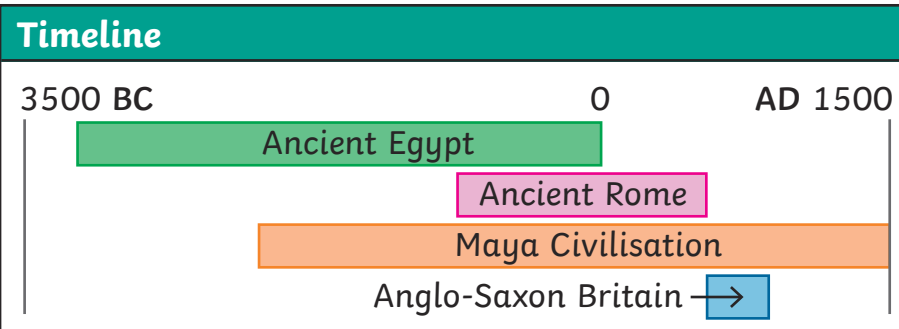 Timeline
3500 BC 0 AD 1500
Ancient Egypt
Ancient Rome
Maya Civilisation
Anglo-Saxon Britain